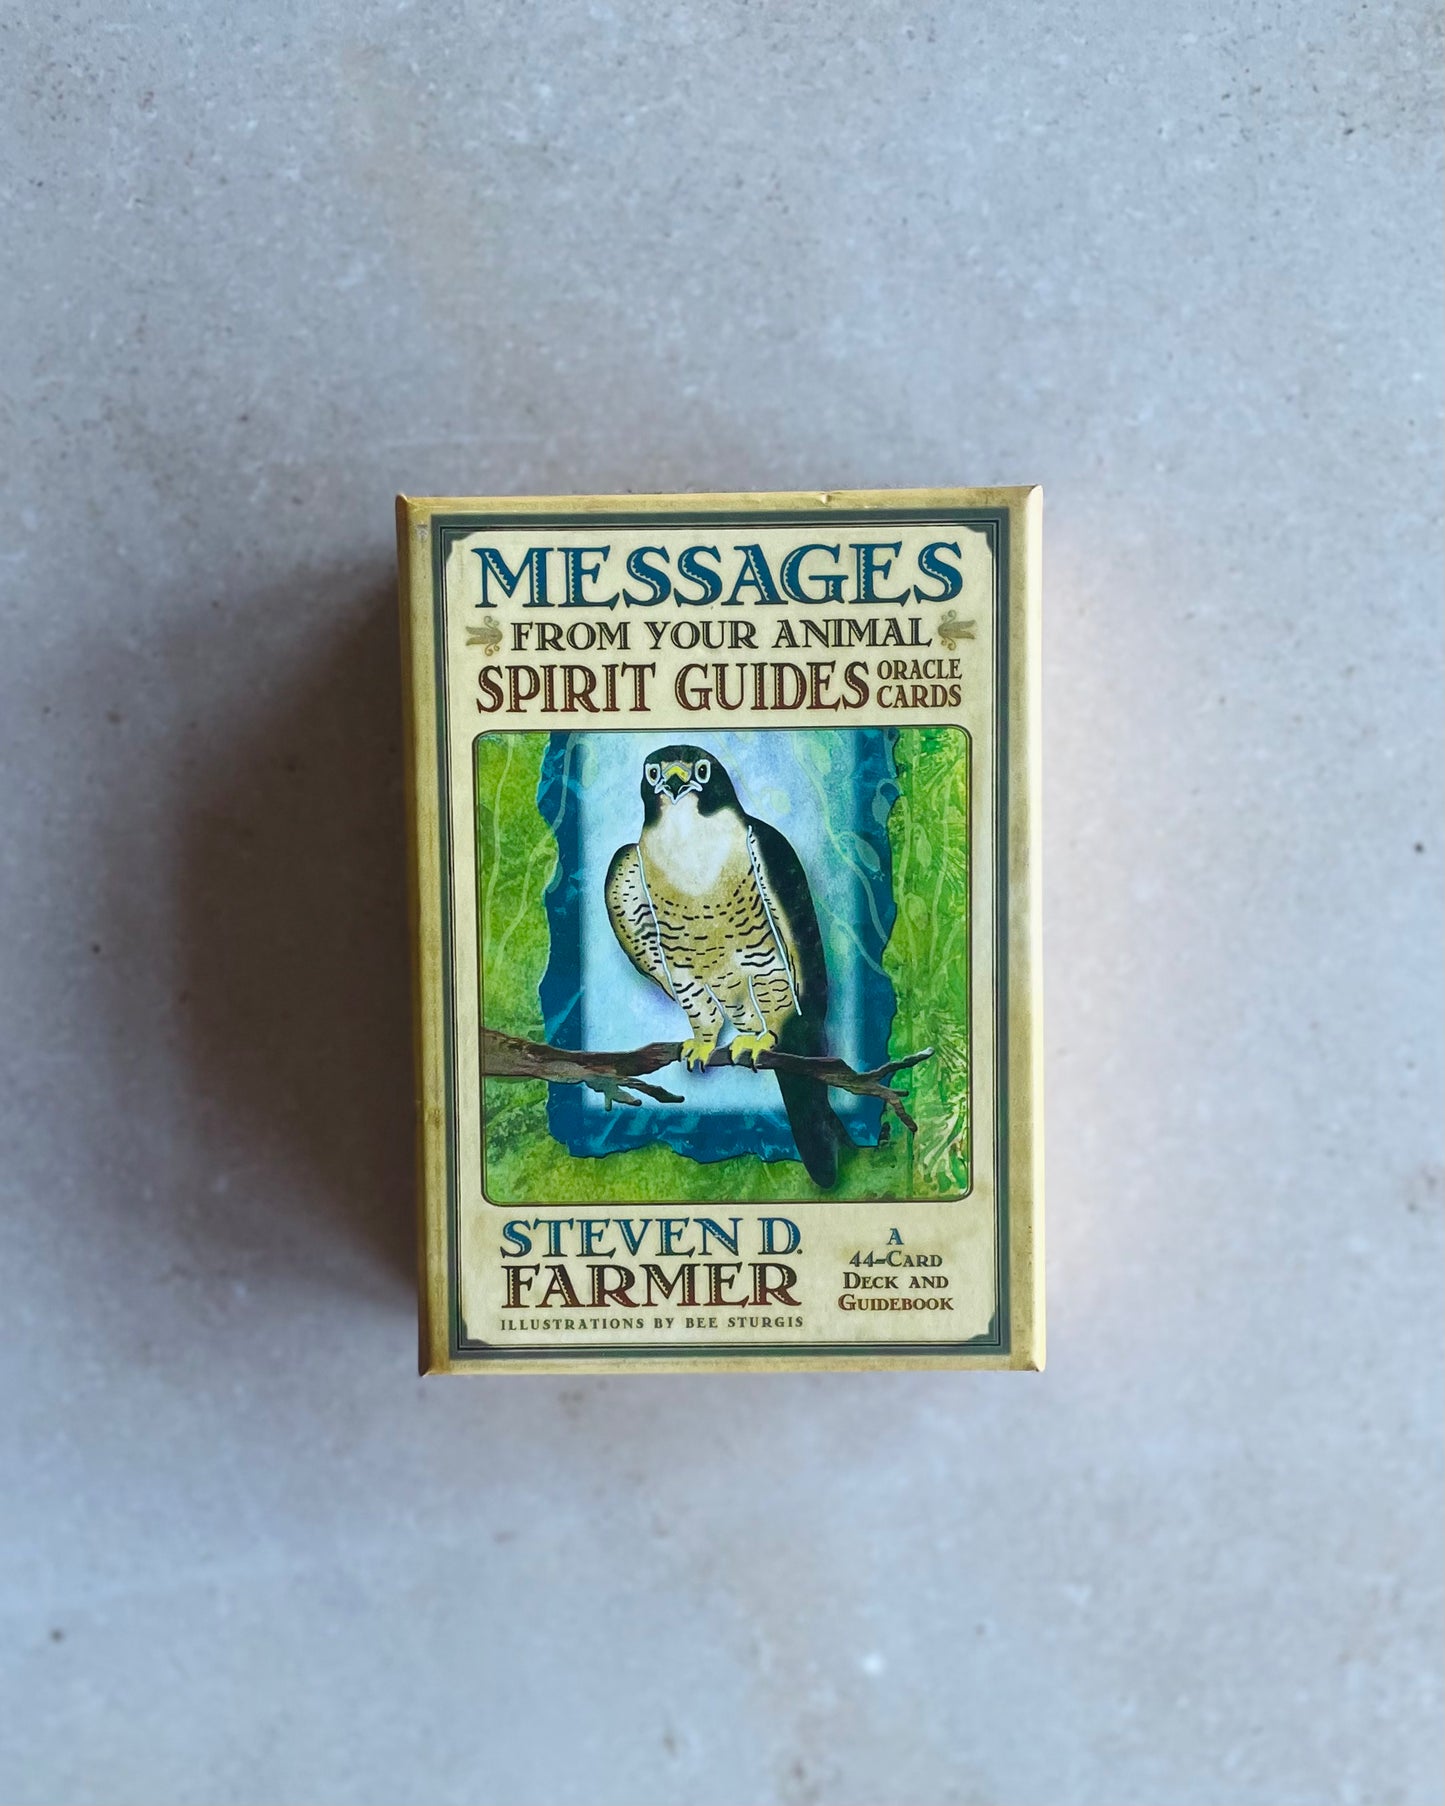 MESSAGES
FROM YOUR ANIMAL
SPIRIT GUIDES ORACLE CARDS
STEVEN D.
FARMER
ILLUSTRATIONS BY BEE STURGIS
A
44-CARD
DECK AND
GUIDEBOOK